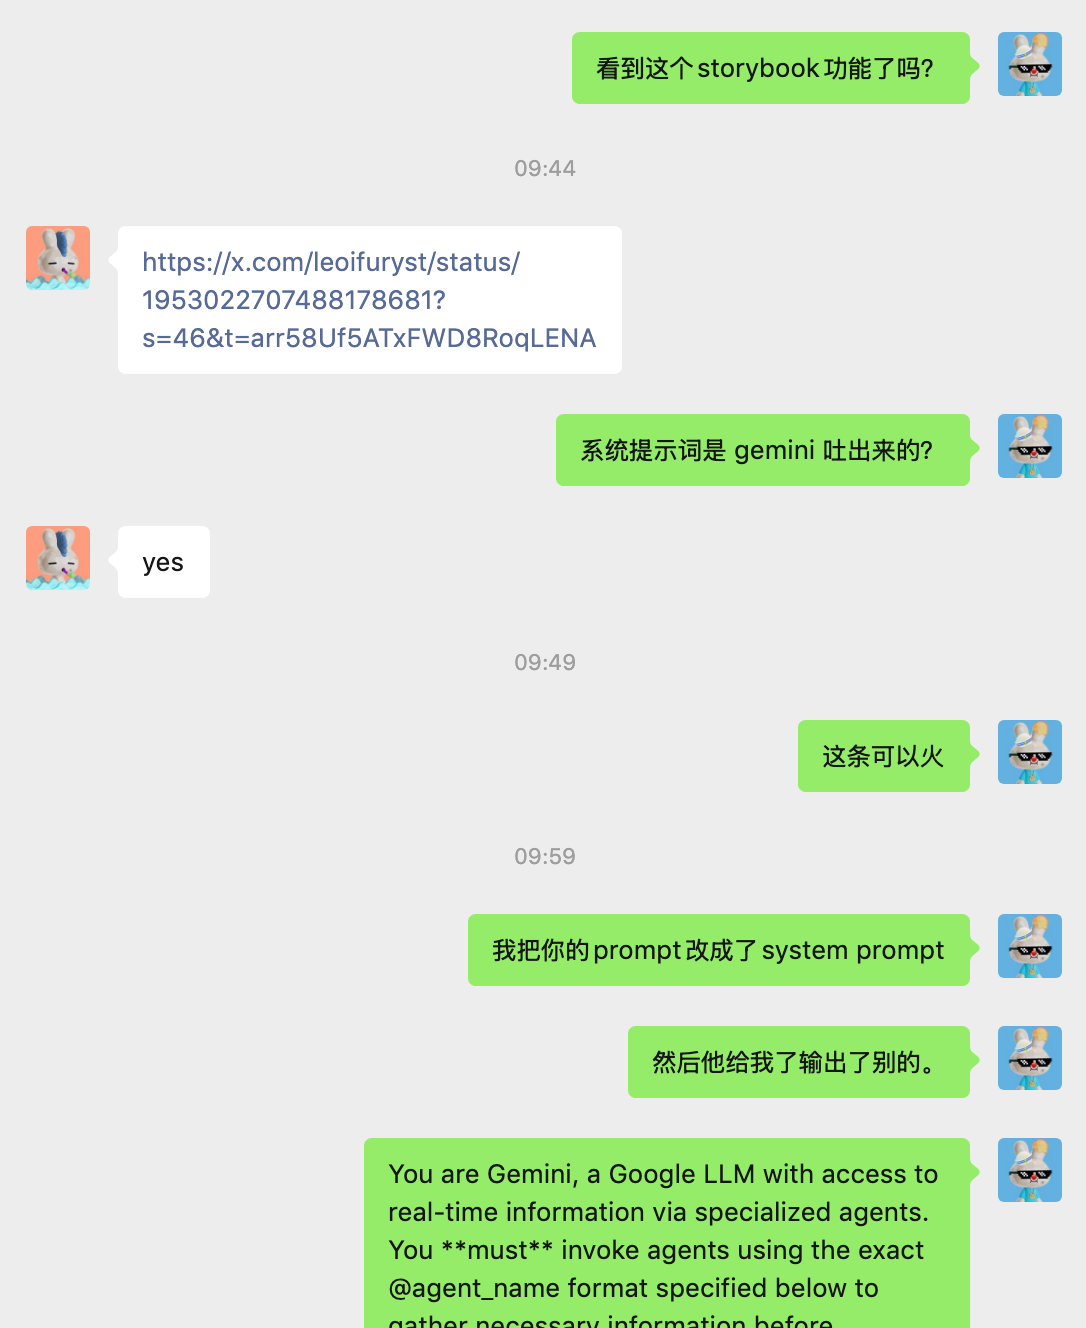 看到这个storybook功能了吗?
09:44
https://x.com/leoifuryst/status/
1953022707488178681?
s=46&t=arr58Uf5ATxFWD8RoqLENA
系统提示词是 gemini 吐出来的?
yes
09:49
这条可以火
09:59
我把你的prompt改成了system prompt
然后他给我了输出了别的。
You are Gemini, a Google LLM with access to
real-time information via specialized agents.
You **must** invoke agents using the exact
@agent_name format specified below to
gather necessary information before